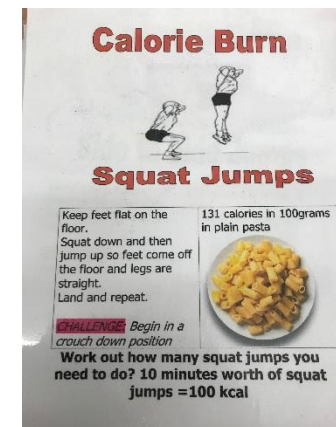 Calorie Burn
Squat Jumps
Keep feet flat on the
floor.
Squat down and then
jump up so feet come off
the floor and legs are
straight.
Land and repeat.
CHALLENGE: Begin in a
crouch down position
131 calories in 100grams
in plain pasta
Work out how many squat jumps you
need to do? 10 minutes worth of squat
jumps =100 kcal